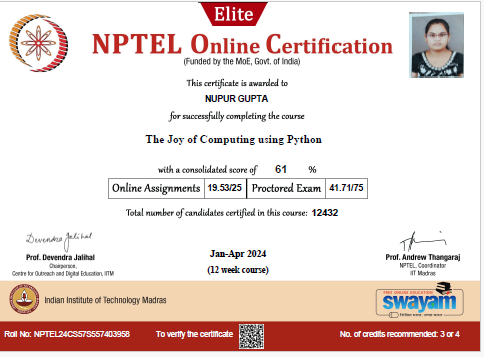 Elite
NPTEL Online Certification
(Funded by the MoE, Govt. of India)
This certificate is awarded to
NUPUR GUPTA
for successfully completing the course
The Joy of Computing using Python
with a consolidated score of 61 %
Online Assignments 19.53/25 Proctored Exam 41.71/75
Total number of candidates certified in this course: 12432
Devendra Jalihal
Prof. Devendra Jalihal
Chairperson,
Centre for Outreach and Digital Education, IITM
Jan-Apr 2024
(12 week course)
Prof. Andrew Thangaraj
NPTEL, Coordinator
IIT Madras
Indian Institute of Technology Madras
FREE ONLINE EDUCATION
swayam
शिक्षित भारत, उन्नत भारत
Roll No: NPTEL24CS57S557403958
To verify the certificate
No. of credits recommended: 3 or 4